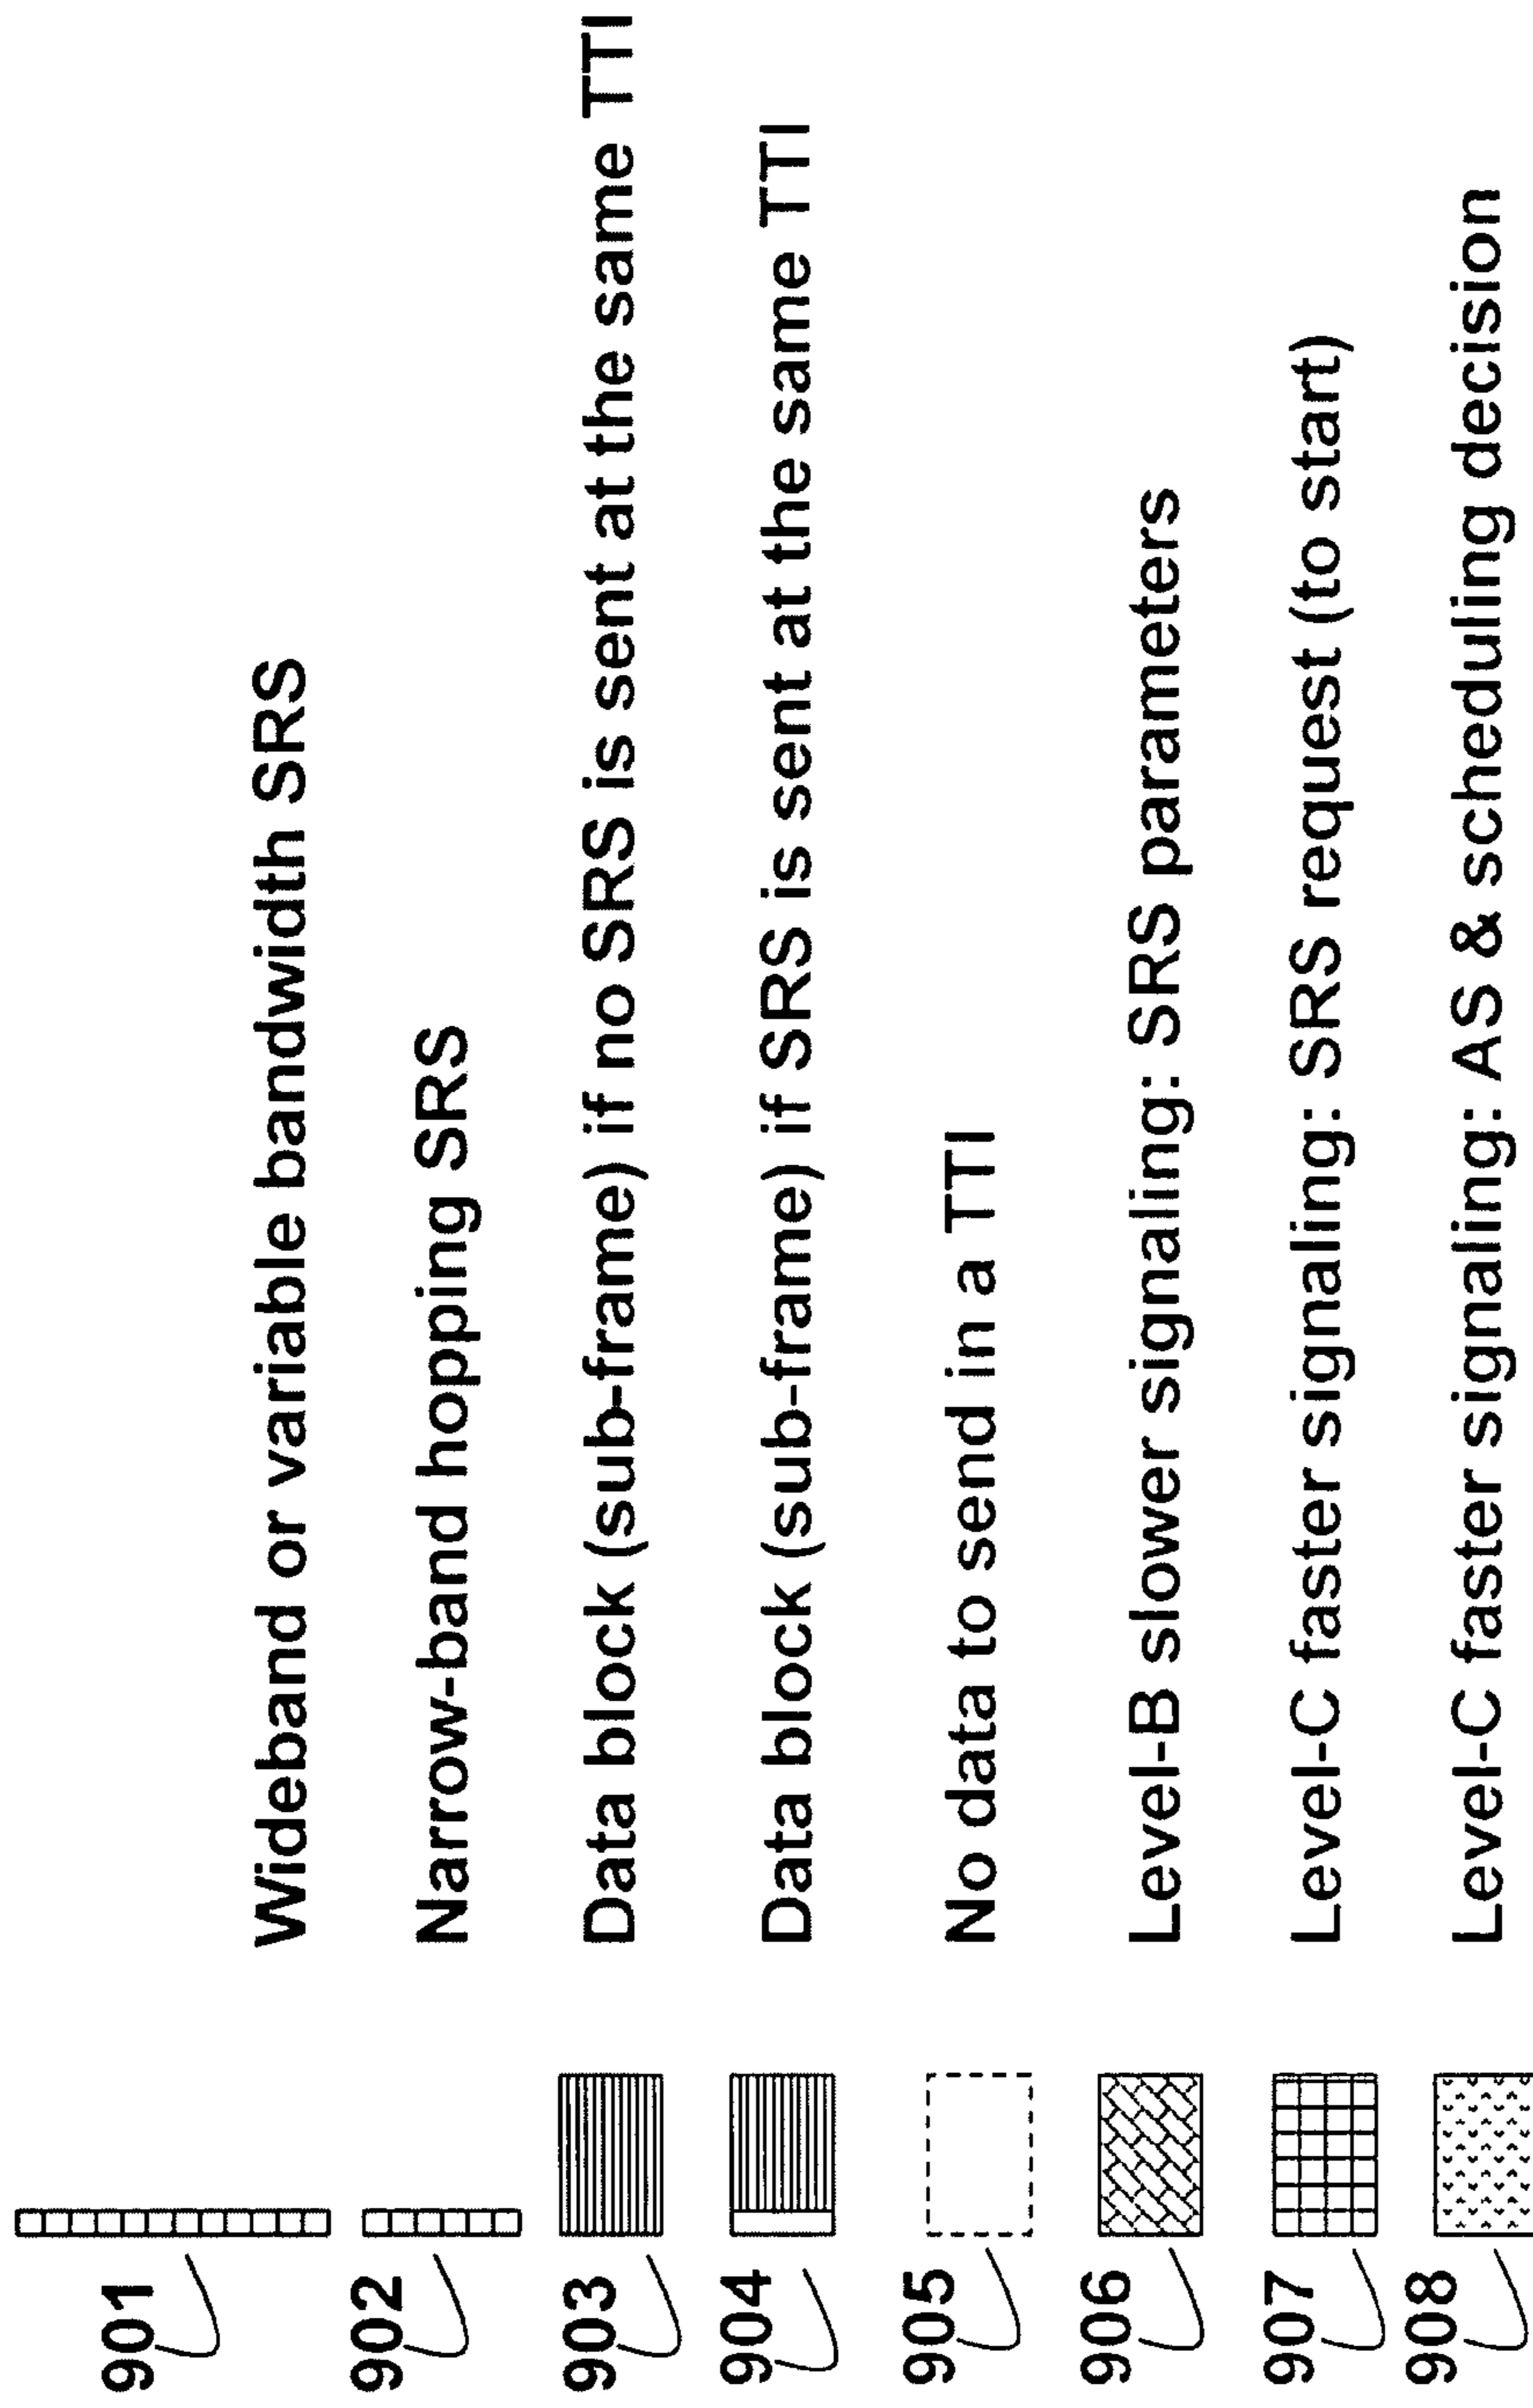 901 Wideband or variable bandwidth SRS
902 Narrow-band hopping SRS
903 Data block (sub-frame) if no SRS is sent at the same TTI
904 Data block (sub-frame) if SRS is sent at the same TTI
905 No data to send in a TTI
906 Level-B slower signaling: SRS parameters
907 Level-C faster signaling: SRS request (to start)
908 Level-C faster signaling: AS & scheduling decision